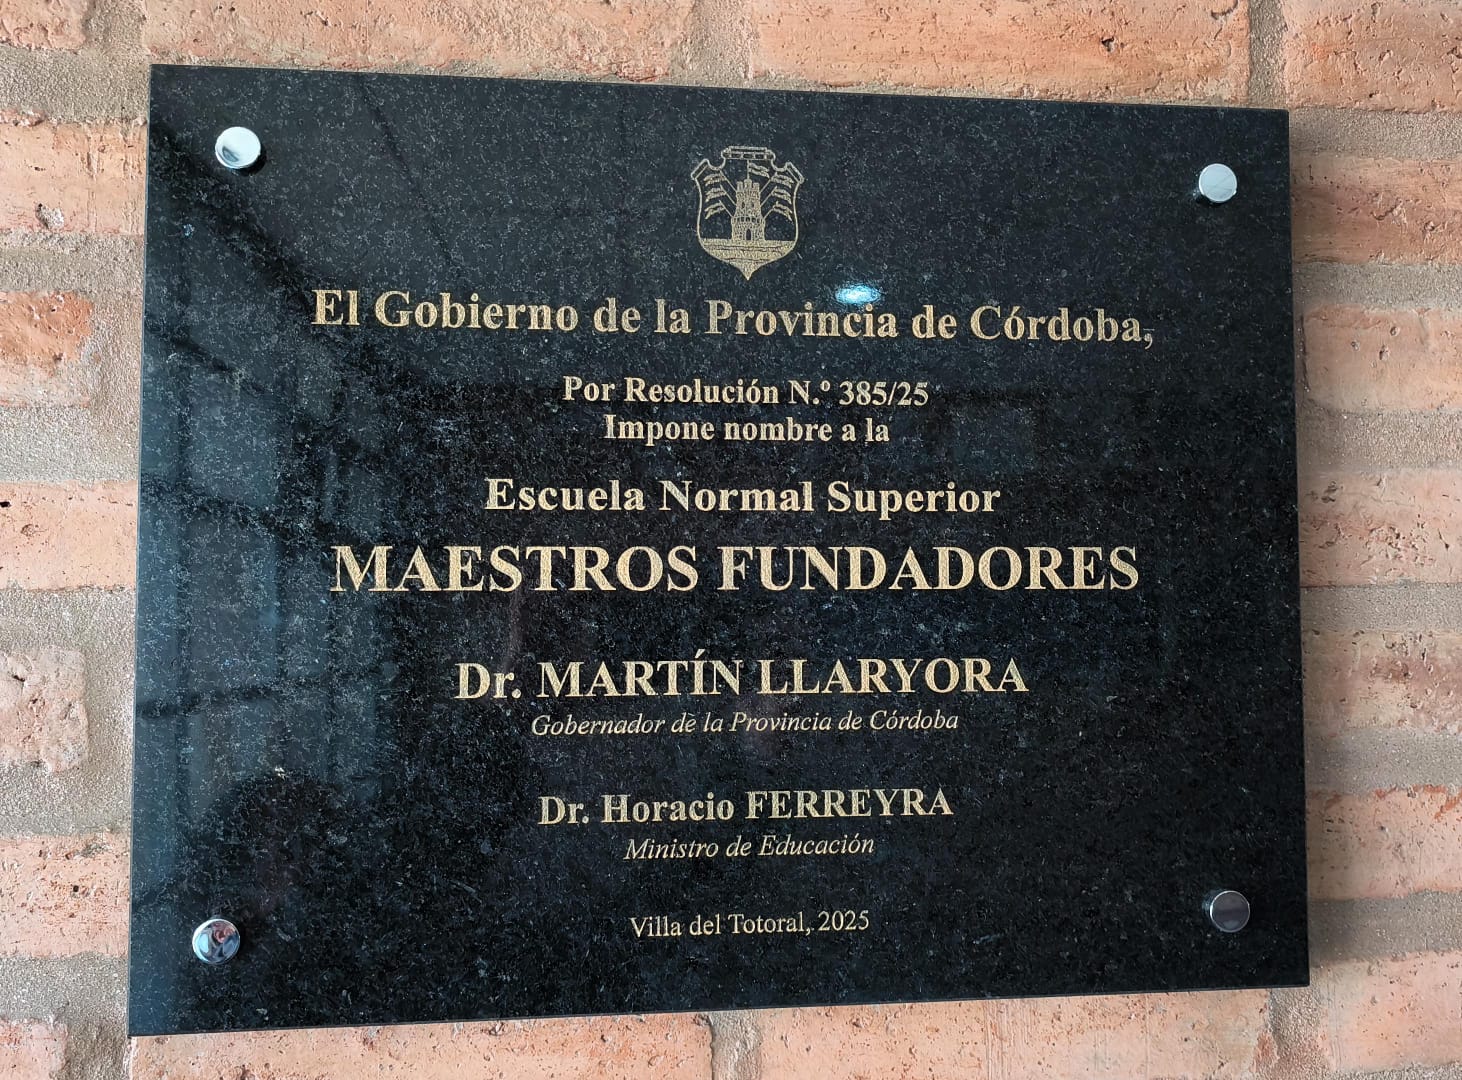 El Gobierno de la Provincia de Córdoba,
Por Resolución N.º 385/25
Impone nombre a la
Escuela Normal Superior
MAESTROS FUNDADORES
Dr. MARTÍN LLARYORA
Gobernador de la Provincia de Córdoba
Dr. Horacio FERREYRA
Ministro de Educación
Villa del Totoral, 2025